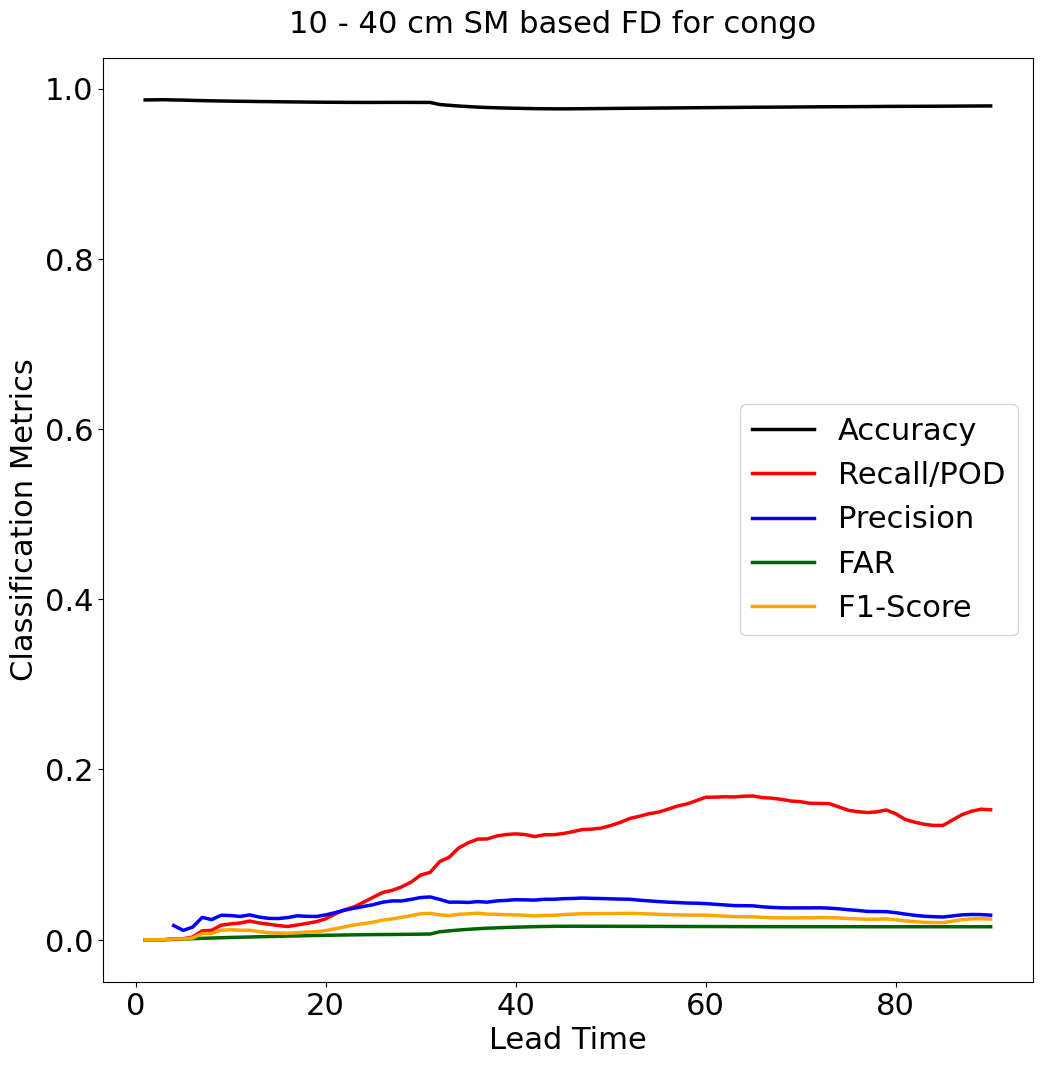 10 - 40 cm SM based FD for congo
1.0
0.8
0.6
0.4
0.2
0.0
Classification Metrics
Accuracy
Recall/POD
Precision
FAR
F1-Score
0 20 40 60 80
Lead Time